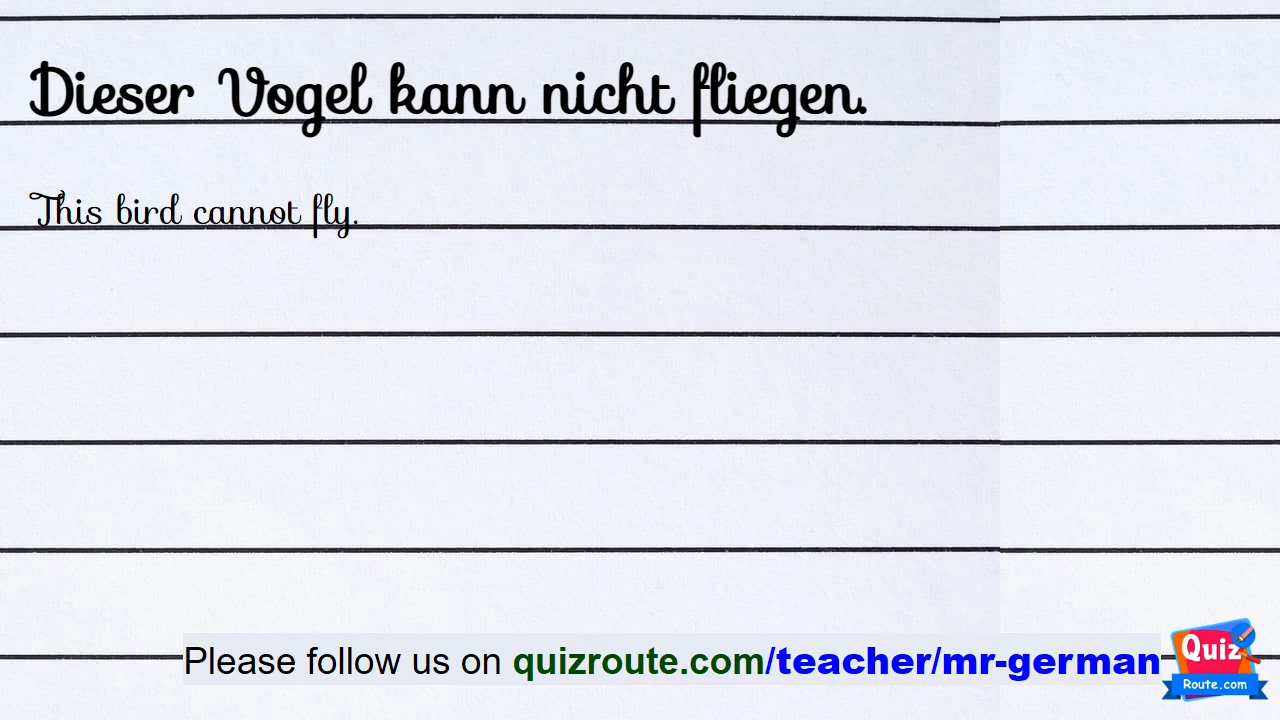 Dieser Vogel kann nicht fliegen.
This bird cannot fly.
Please follow us on quizroute.com/teacher/mr-german
Quiz
Route.com